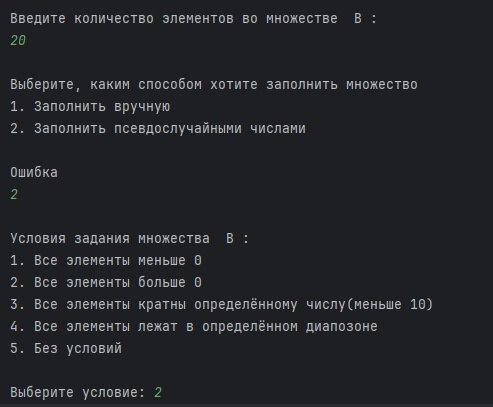 Введите количество элементов во множестве  B :
20
Выберите, каким способом хотите заполнить множество
1. Заполнить вручную
2. Заполнить псевдослучайными числами
Ошибка
2
Условия задания множества  B :
1. Все элементы меньше 0
2. Все элементы больше 0
3. Все элементы кратны определённому числу(меньше 10)
4. Все элементы лежат в определённом диапозоне
5. Без условий
Выберите условие: 2